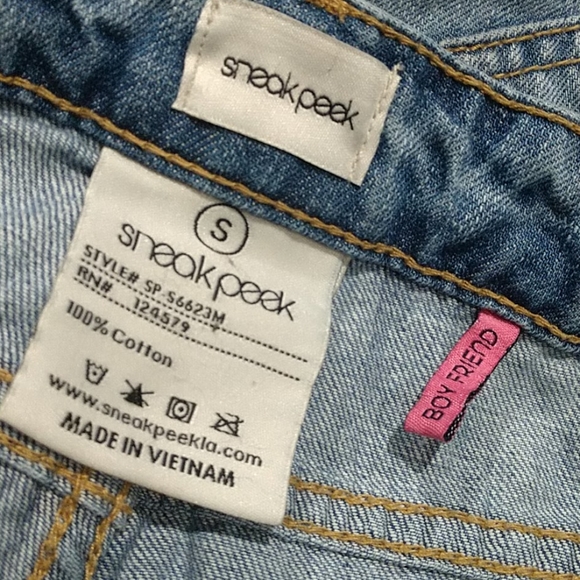 sneakpeek
S
sneakpeek
STYLE# SP-S6623M
RN# 124579
100% Cotton
www.sneakpeekla.com
MADE IN VIETNAM
BOY FRIEND